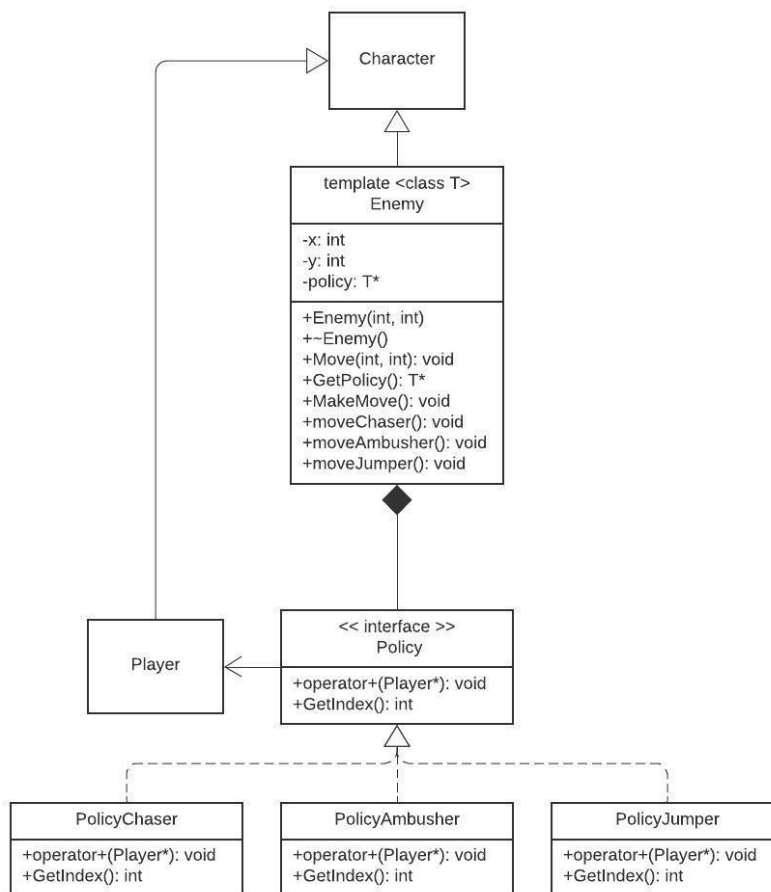 Character
template <class T>
Enemy
-x: int
-y: int
-policy: T*
+Enemy(int, int)
+~Enemy()
+Move(int, int): void
+GetPolicy(): T*
+MakeMove(): void
+moveChaser(): void
+moveAmbusher(): void
+moveJumper(): void
Player
<< interface >>
Policy
+operator+(Player*): void
+GetIndex(): int
PolicyChaser
+operator+(Player*): void
+GetIndex(): int
PolicyAmbusher
+operator+(Player*): void
+GetIndex(): int
PolicyJumper
+operator+(Player*): void
+GetIndex(): int